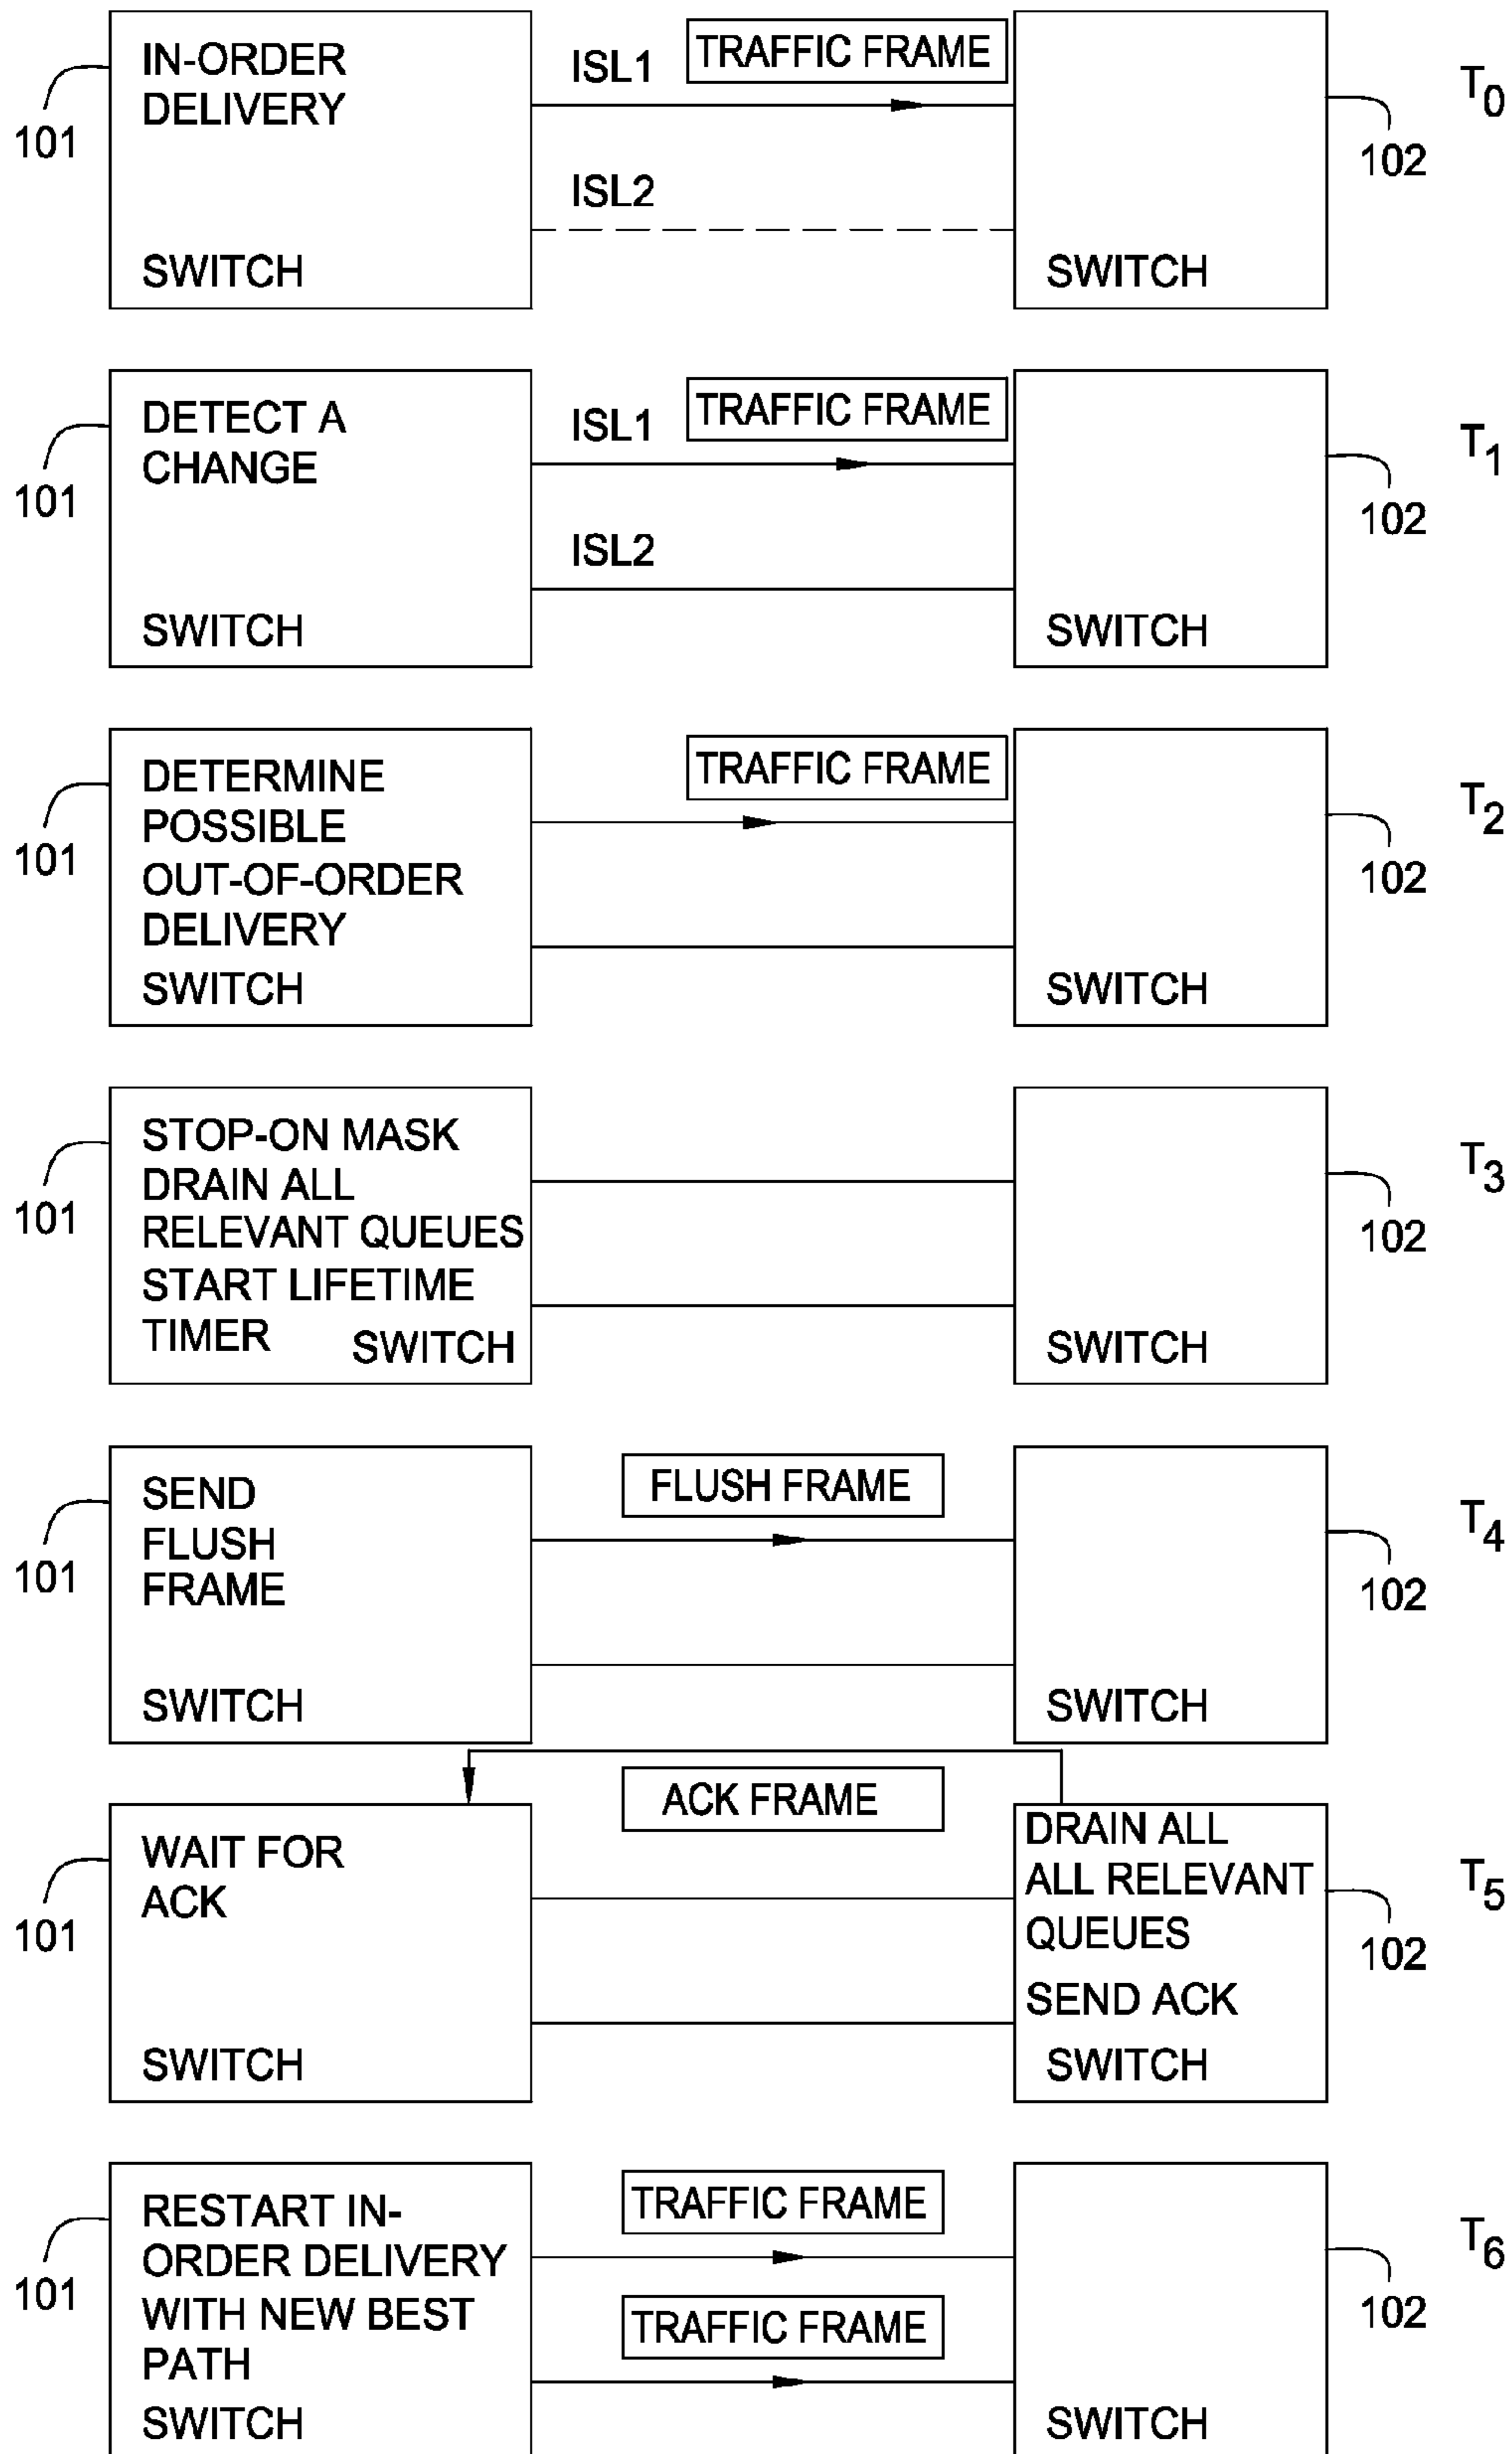 IN-ORDER
DELIVERY
SWITCH
101
ISL1
TRAFFIC FRAME
ISL2
SWITCH
102
T0
DETECT A
CHANGE
SWITCH
101
ISL1
TRAFFIC FRAME
ISL2
SWITCH
102
T1
DETERMINE
POSSIBLE
OUT-OF-ORDER
DELIVERY
SWITCH
101
TRAFFIC FRAME
SWITCH
102
T2
STOP-ON MASK
DRAIN ALL
RELEVANT QUEUES
START LIFETIME
TIMER SWITCH
101
SWITCH
102
T3
SEND
FLUSH
FRAME
SWITCH
101
FLUSH FRAME
SWITCH
102
T4
WAIT FOR
ACK
SWITCH
101
ACK FRAME
DRAIN ALL
ALL RELEVANT
QUEUES
SEND ACK
SWITCH
102
T5
RESTART IN-
ORDER DELIVERY
WITH NEW BEST
PATH
SWITCH
101
TRAFFIC FRAME
TRAFFIC FRAME
SWITCH
102
T6